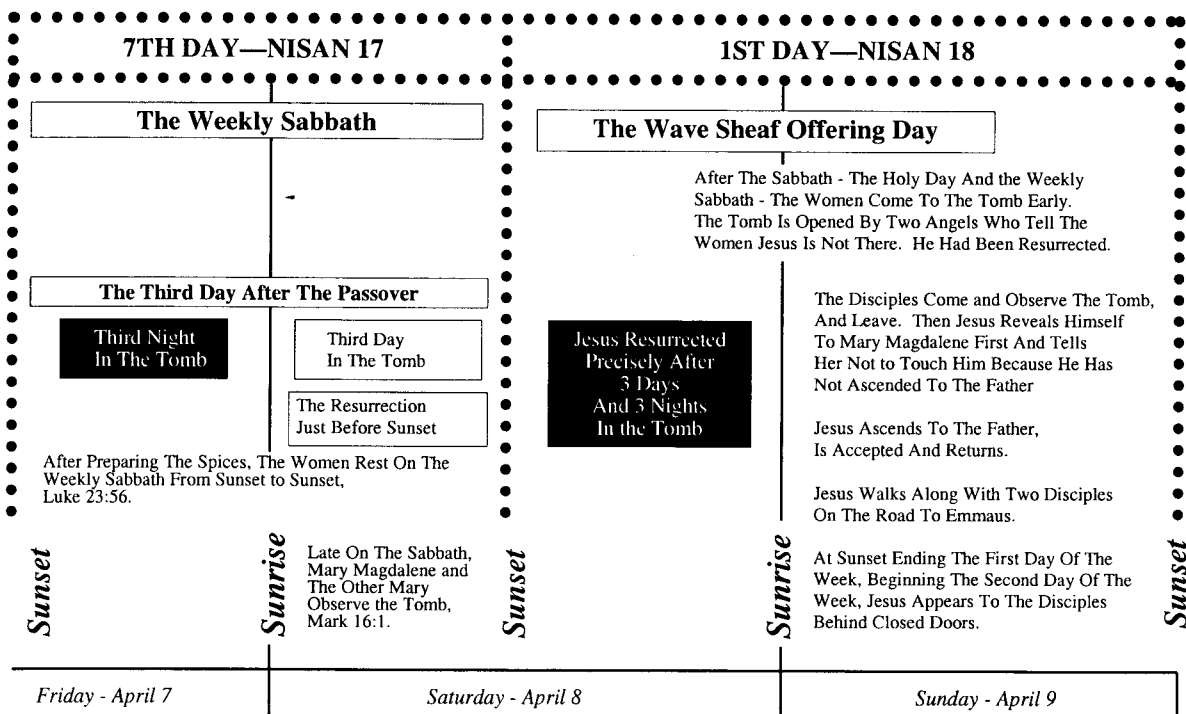 7TH DAY—NISAN 17
The Weekly Sabbath
The Third Day After The Passover
Third Night
In The Tomb
Third Day
In The Tomb
The Resurrection
Just Before Sunset
After Preparing The Spices, The Women Rest On The
Weekly Sabbath From Sunset to Sunset,
Luke 23:56.
Sunset
Sunrise
Late On The Sabbath,
Mary Magdalene and
The Other Mary
Observe the Tomb,
Mark 16:1.
Sunset
1ST DAY—NISAN 18
The Wave Sheaf Offering Day
After The Sabbath - The Holy Day And the Weekly
Sabbath - The Women Come To The Tomb Early.
The Tomb Is Opened By Two Angels Who Tell The
Women Jesus Is Not There. He Had Been Resurrected.
Jesus Resurrected
Precisely After
3 Days
And 3 Nights
In the Tomb
The Disciples Come and Observe The Tomb,
And Leave. Then Jesus Reveals Himself
To Mary Magdalene First And Tells
Her Not to Touch Him Because He Has
Not Ascended To The Father
Jesus Ascends To The Father,
Is Accepted And Returns.
Jesus Walks Along With Two Disciples
On The Road To Emmaus.
Sunrise
At Sunset Ending The First Day Of The
Week, Beginning The Second Day Of The
Week, Jesus Appears To The Disciples
Behind Closed Doors.
Sunset
Friday - April 7
Saturday - April 8
Sunday - April 9